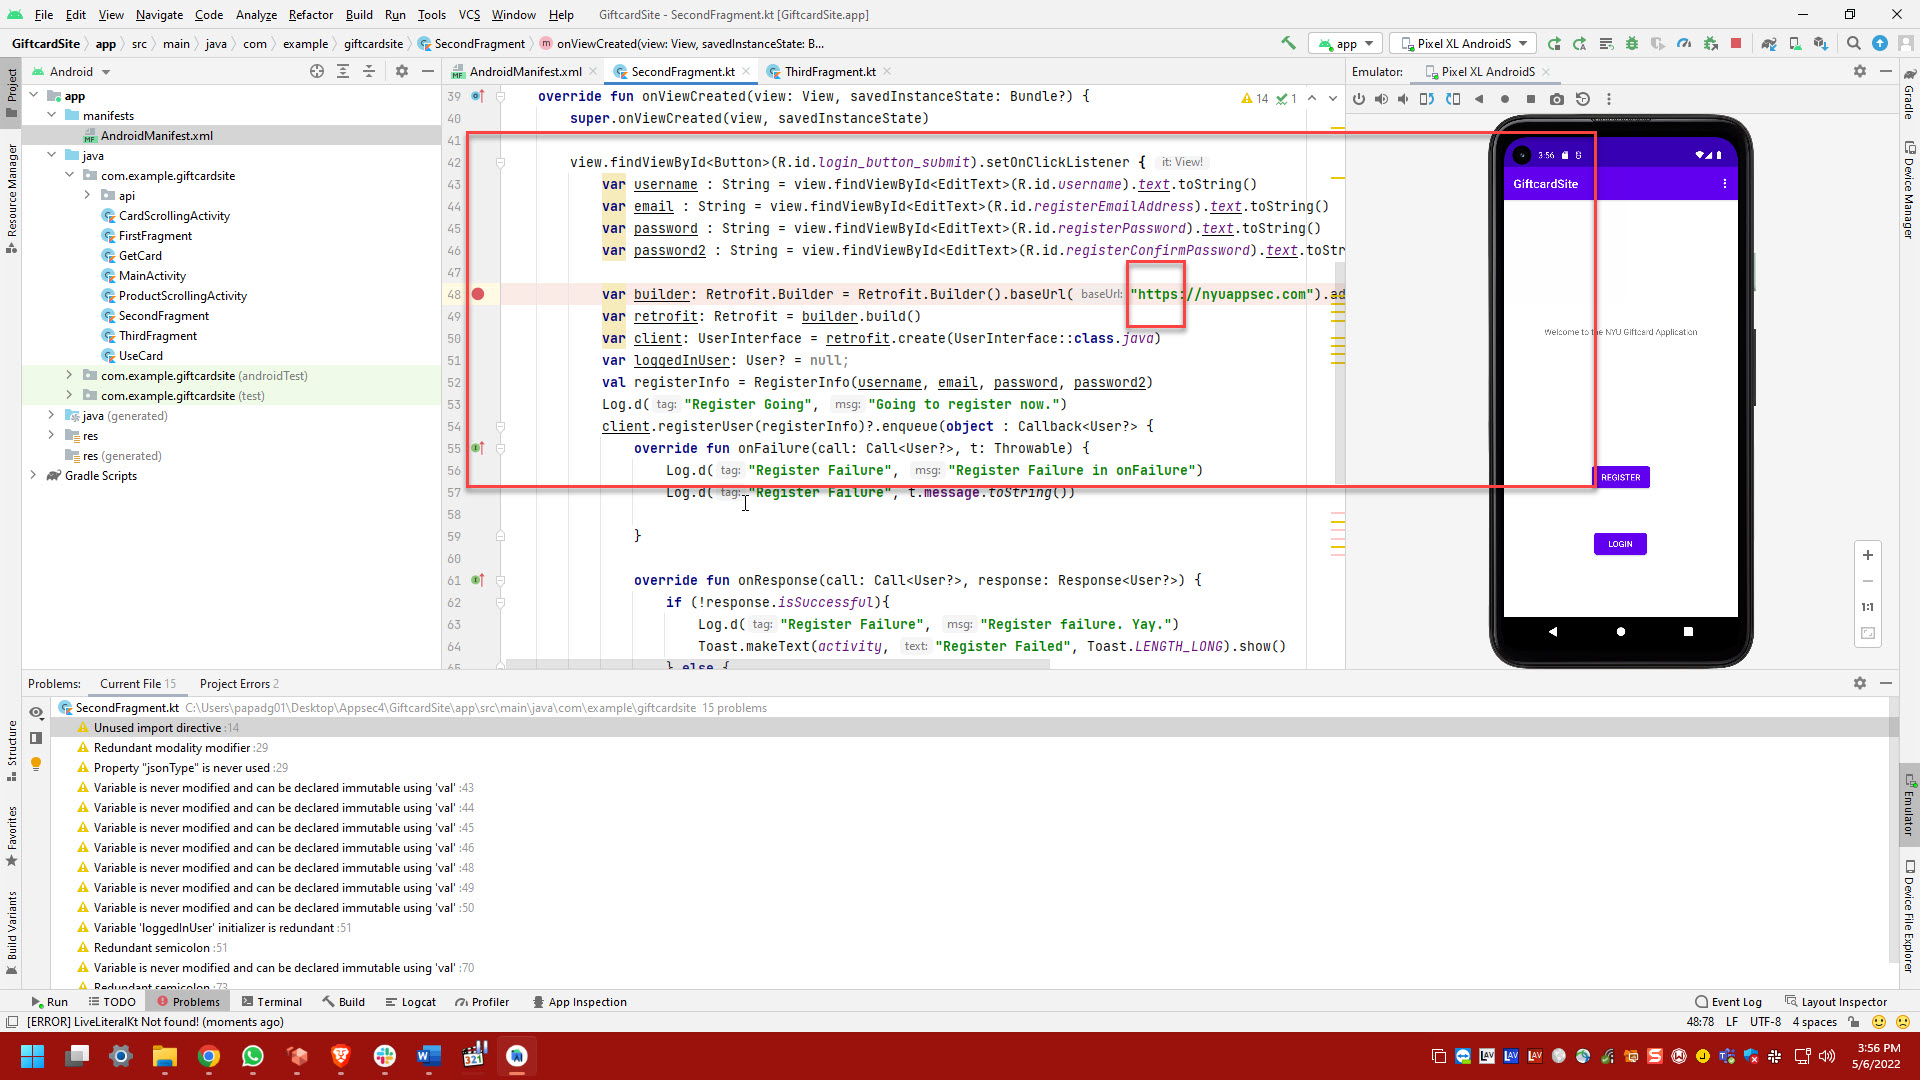 File Edit View Navigate Code Analyze Refactor Build Run Tools VCS Window Help GiftcardSite - SecondFragment.kt [GiftcardSite.app]
GiftcardSite app src main java com example giftcardsite SecondFragment onViewCreated(view: View, savedInstanceState: B... app Pixel XL AndroidS
Android
AndroidManifest.xml SecondFragment.kt ThirdFragment.kt
Emulator: Pixel XL AndroidS
Project
Resource Manager
Structure
Favorites
Build Variants
app
manifests
AndroidManifest.xml
java
com.example.giftcardsite
api
CardScrollingActivity
FirstFragment
GetCard
MainActivity
ProductScrollingActivity
SecondFragment
ThirdFragment
UseCard
com.example.giftcardsite (androidTest)
com.example.giftcardsite (test)
java (generated)
res
res (generated)
Gradle Scripts
14 1
39 override fun onViewCreated(view: View, savedInstanceState: Bundle?) {
40 super.onViewCreated(view, savedInstanceState)
41
42 view.findViewById<Button>(R.id.login_button_submit).setOnClickListener { it: View!
43 var username : String = view.findViewById<EditText>(R.id.username).text.toString()
44 var email : String = view.findViewById<EditText>(R.id.registerEmailAddress).text.toString()
45 var password : String = view.findViewById<EditText>(R.id.registerPassword).text.toString()
46 var password2 : String = view.findViewById<EditText>(R.id.registerConfirmPassword).text.toStr
47
48 var builder: Retrofit.Builder = Retrofit.Builder().baseUrl( baseUrl: "https://nyuappsec.com").ad
49 var retrofit: Retrofit = builder.build()
50 var client: UserInterface = retrofit.create(UserInterface::class.java)
51 var loggedInUser: User? = null;
52 val registerInfo = RegisterInfo(username, email, password, password2)
53 Log.d( tag: "Register Going", msg: "Going to register now.")
54 client.registerUser(registerInfo)?.enqueue(object : Callback<User?> {
55 override fun onFailure(call: Call<User?>, t: Throwable) {
56 Log.d( tag: "Register Failure", msg: "Register Failure in onFailure")
57 Log.d( tag: "Register Failure", t.message.toString())
58
59 }
60
61 override fun onResponse(call: Call<User?>, response: Response<User?>) {
62 if (!response.isSuccessful){
63 Log.d( tag: "Register Failure", msg: "Register failure. Yay.")
64 Toast.makeText(activity, text: "Register Failed", Toast.LENGTH_LONG).show()
65 } else {
3:56
GiftcardSite
Welcome to the NYU Giftcard Application
REGISTER
LOGIN
1:1
Gradle
Device Manager
Emulator
Device File Explorer
Problems: Current File 15 Project Errors 2
SecondFragment.kt C:\Users\papadg01\Desktop\Appsec4\GiftcardSite\app\src\main\java\com\example\giftcardsite 15 problems
Unused import directive :14
Redundant modality modifier :29
Property "jsonType" is never used :29
Variable is never modified and can be declared immutable using 'val' :43
Variable is never modified and can be declared immutable using 'val' :44
Variable is never modified and can be declared immutable using 'val' :45
Variable is never modified and can be declared immutable using 'val' :46
Variable is never modified and can be declared immutable using 'val' :48
Variable is never modified and can be declared immutable using 'val' :49
Variable is never modified and can be declared immutable using 'val' :50
Variable 'loggedInUser' initializer is redundant :51
Redundant semicolon :51
Variable is never modified and can be declared immutable using 'val' :70
Redundant semicolon :73
Run TODO Problems Terminal Build Logcat Profiler App Inspection Event Log Layout Inspector
[ERROR] LiveLiteralKt Not found! (moments ago) 48:78 LF UTF-8 4 spaces
321 LAV LAV LAV 3:56 PM
5/6/2022